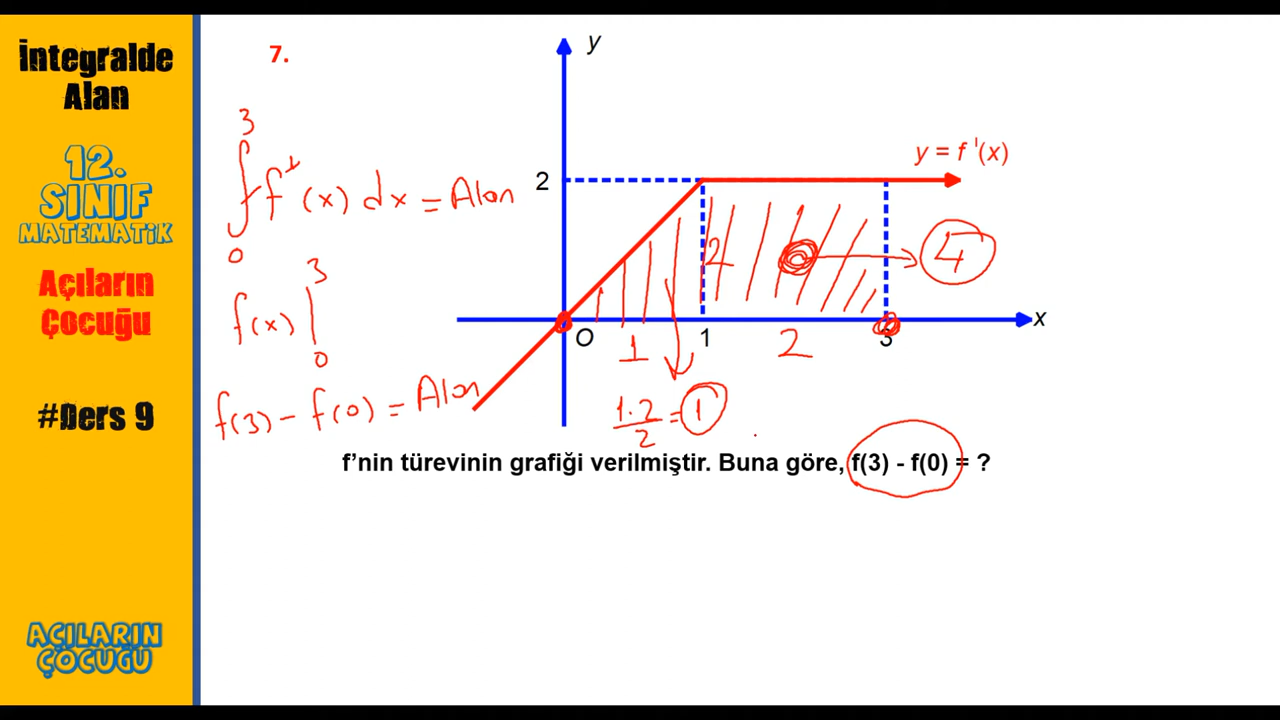 İntegralde
Alan
12.
SINIF
MATEMATİK
Açıların
Çocuğu
#Ders 9
AÇILARIN
ÇOCUĞU
7.
y
2
y = f '(x)
O
1
3
x
3
∫ f'(x) dx = Alan
0
3
f(x) |
0
f(3) - f(0) = Alan
1
2
2
4
1.2
2
= 1
f'nin türevinin grafiği verilmiştir. Buna göre, f(3) - f(0) = ?